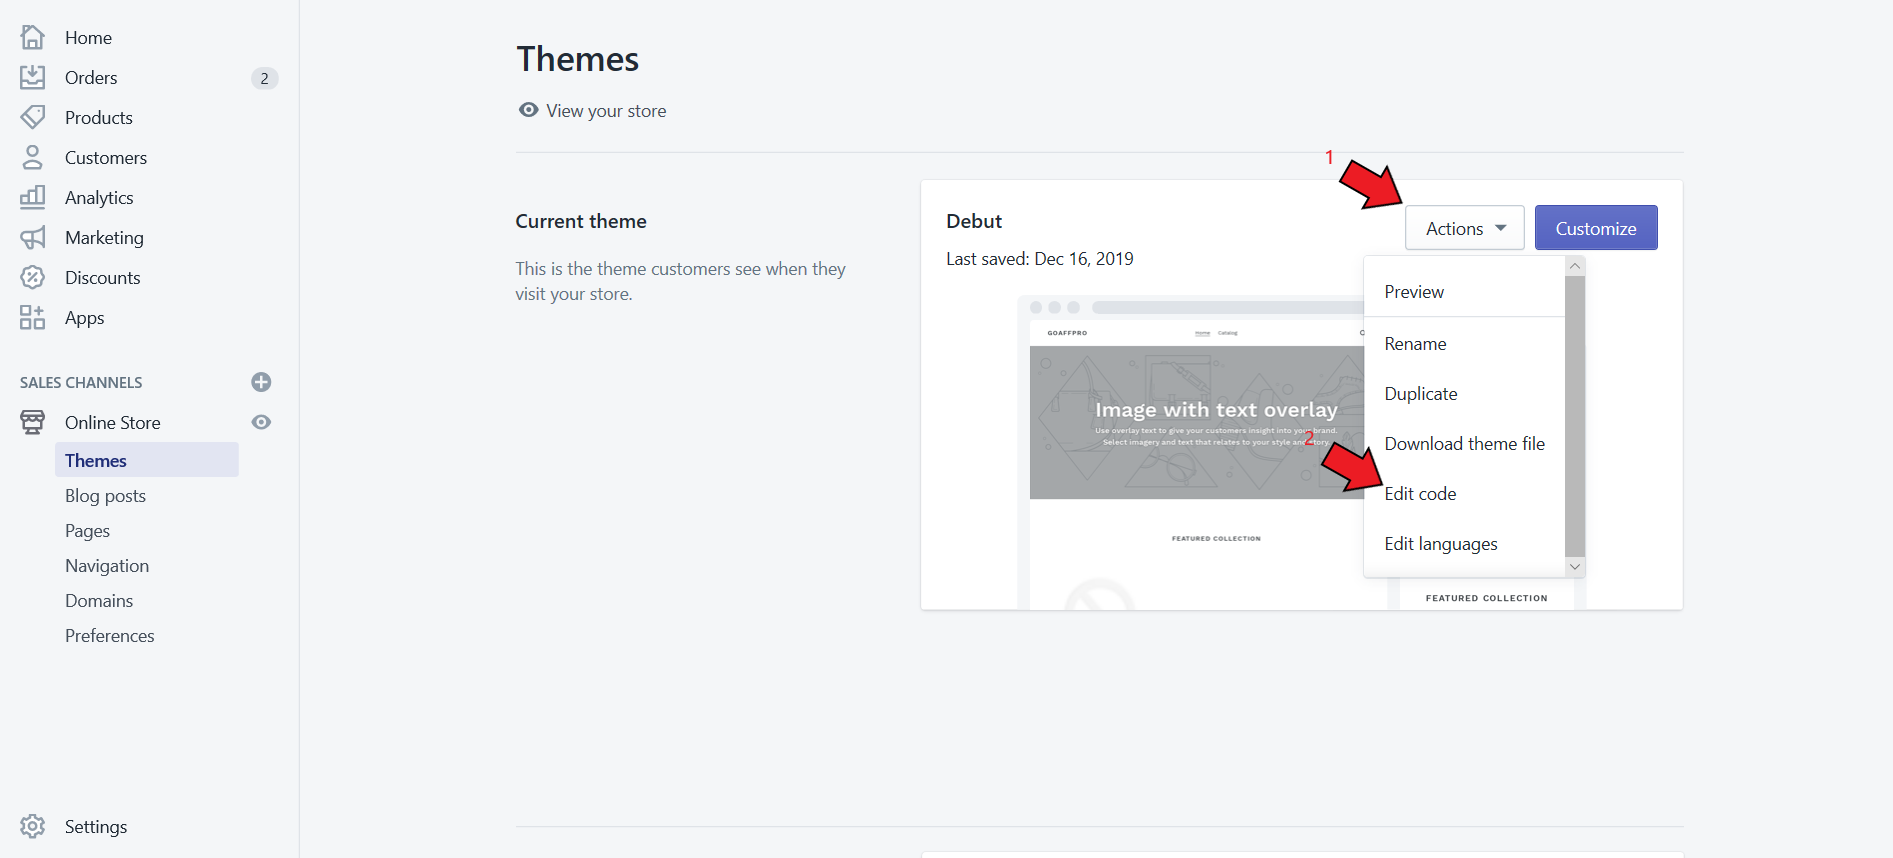 Home
Orders 2
Products
Customers
Analytics
Marketing
Discounts
Apps
SALES CHANNELS
Online Store
Themes
Blog posts
Pages
Navigation
Domains
Preferences
Settings
Themes
View your store
Current theme
This is the theme customers see when they
visit your store.
1
Debut
Actions Customize
Last saved: Dec 16, 2019
Preview
Rename
Duplicate
Download theme file
2
Edit code
Edit languages
GOAFFPRO Home Catalog
Image with text overlay
Use overlay text to give your customers insight into your brand.
Select imagery and text that relates to your style and story.
FEATURED COLLECTION
FEATURED COLLECTION